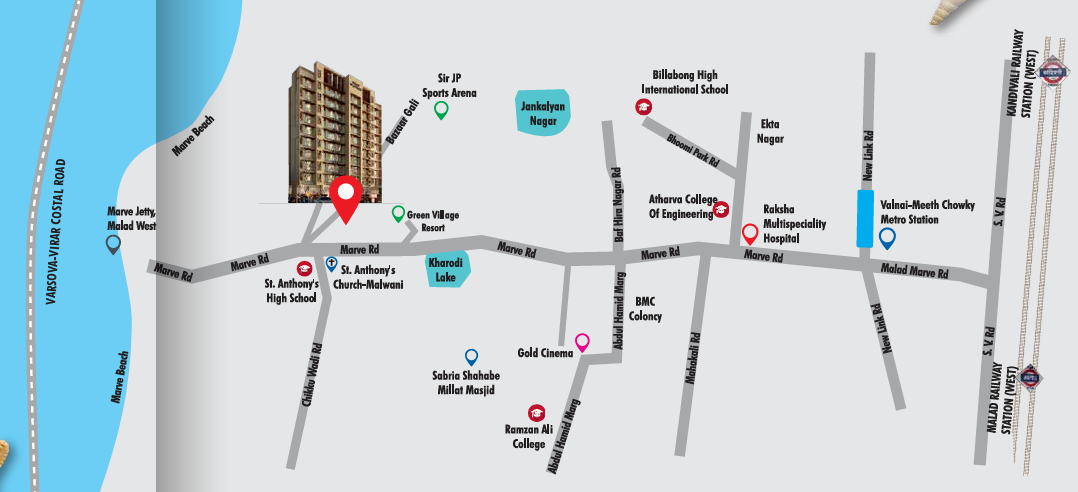 VARSOVA-VIRAR COSTAL ROAD
Marve Beach
Marve Jetty,
Malad West
Marve Beach
Marve Rd
Marve Rd
Marve Rd
Marve Rd
Marve Rd
Marve Rd
Malad Marve Rd
Bazaar Gali
Sir JP
Sports Arena
Jankalyan
Nagar
Green Village
Resort
St. Anthony's
High School
St. Anthony's
Church-Malwani
Kharodi
Lake
Chikku Wadi Rd
Sabria Shahabe
Millat Masjid
Ramzan Ali
College
Gold Cinema
Abdul Hamid Marg
Abdul Hamid Marg
BMC
Coloncy
Baf Hira Nagar Rd
Billabong High
International School
Bhoomi Park Rd
Ekta
Nagar
Atharva College
Of Engineering
Raksha
Multispeciality
Hospital
Mahakali Rd
New Link Rd
Valnai-Meeth Chowky
Metro Station
New Link Rd
S. V. Rd
S. V. Rd
KANDIVALI RAILWAY
STATION (WEST)
MALAD RAILWAY
STATION (WEST)